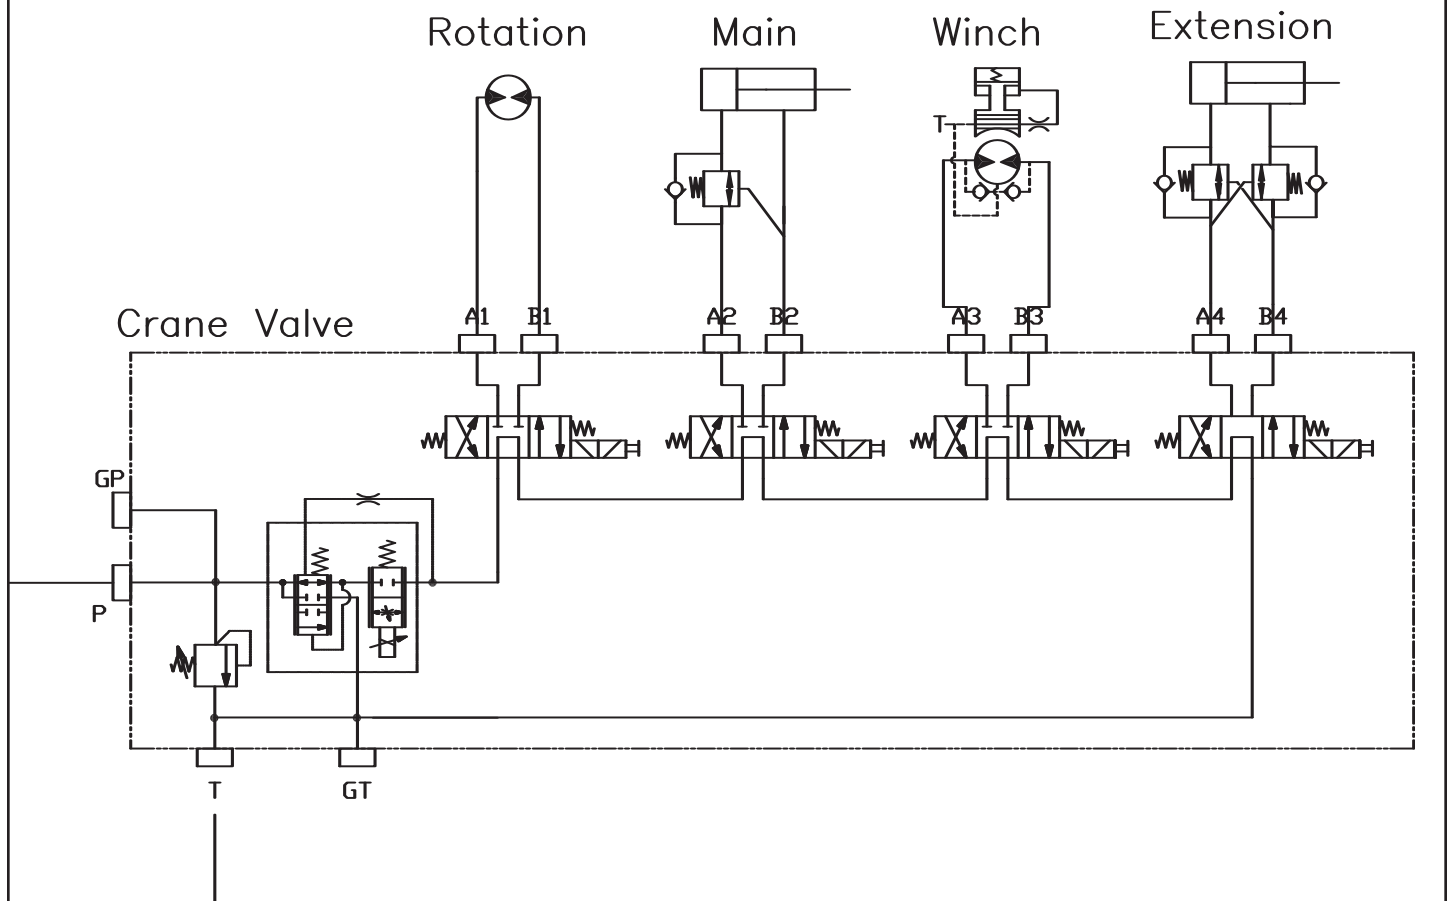 Rotation
Main
Winch
Extension
T
Crane Valve
A1
B1
A2
B2
A3
B3
A4
B4
GP
P
T
GT